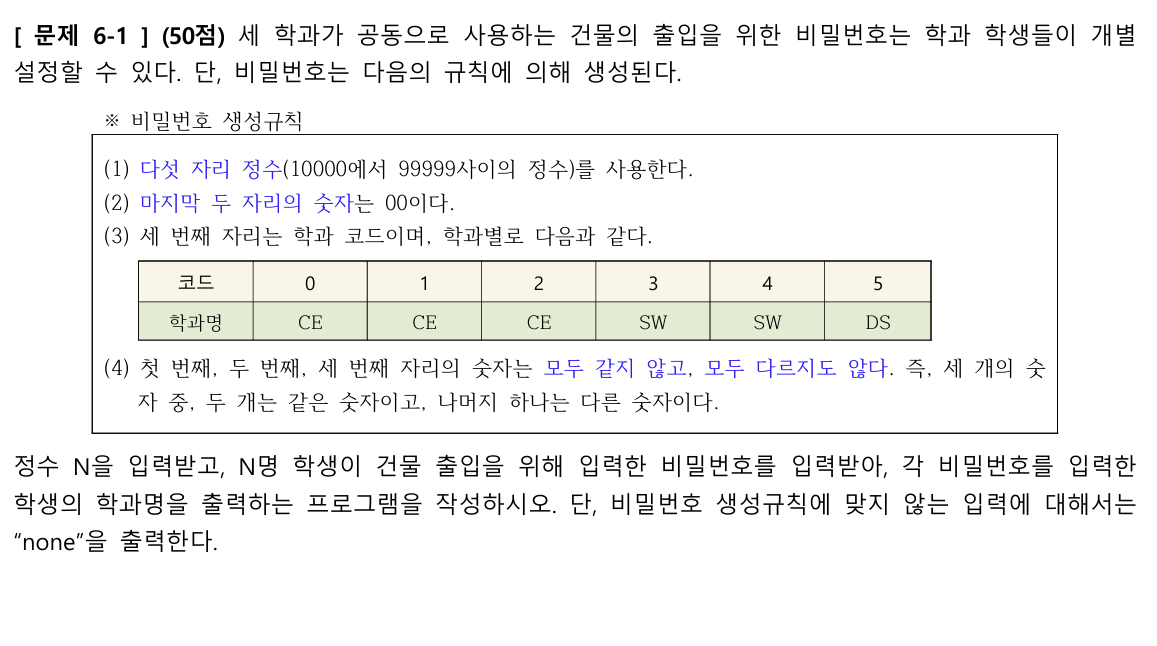 [ 문제 6-1 ] (50점) 세 학과가 공동으로 사용하는 건물의 출입을 위한 비밀번호는 학과 학생들이 개별
설정할 수 있다. 단, 비밀번호는 다음의 규칙에 의해 생성된다.
※ 비밀번호 생성규칙
(1) 다섯 자리 정수(10000에서 99999사이의 정수)를 사용한다.
(2) 마지막 두 자리의 숫자는 00이다.
(3) 세 번째 자리는 학과 코드이며, 학과별로 다음과 같다.
코드 0 1 2 3 4 5
학과명 CE CE CE SW SW DS
(4) 첫 번째, 두 번째, 세 번째 자리의 숫자는 모두 같지 않고, 모두 다르지도 않다. 즉, 세 개의 숫
자 중, 두 개는 같은 숫자이고, 나머지 하나는 다른 숫자이다.
정수 N을 입력받고, N명 학생이 건물 출입을 위해 입력한 비밀번호를 입력받아, 각 비밀번호를 입력한
학생의 학과명을 출력하는 프로그램을 작성하시오. 단, 비밀번호 생성규칙에 맞지 않는 입력에 대해서는
“none”을 출력한다.